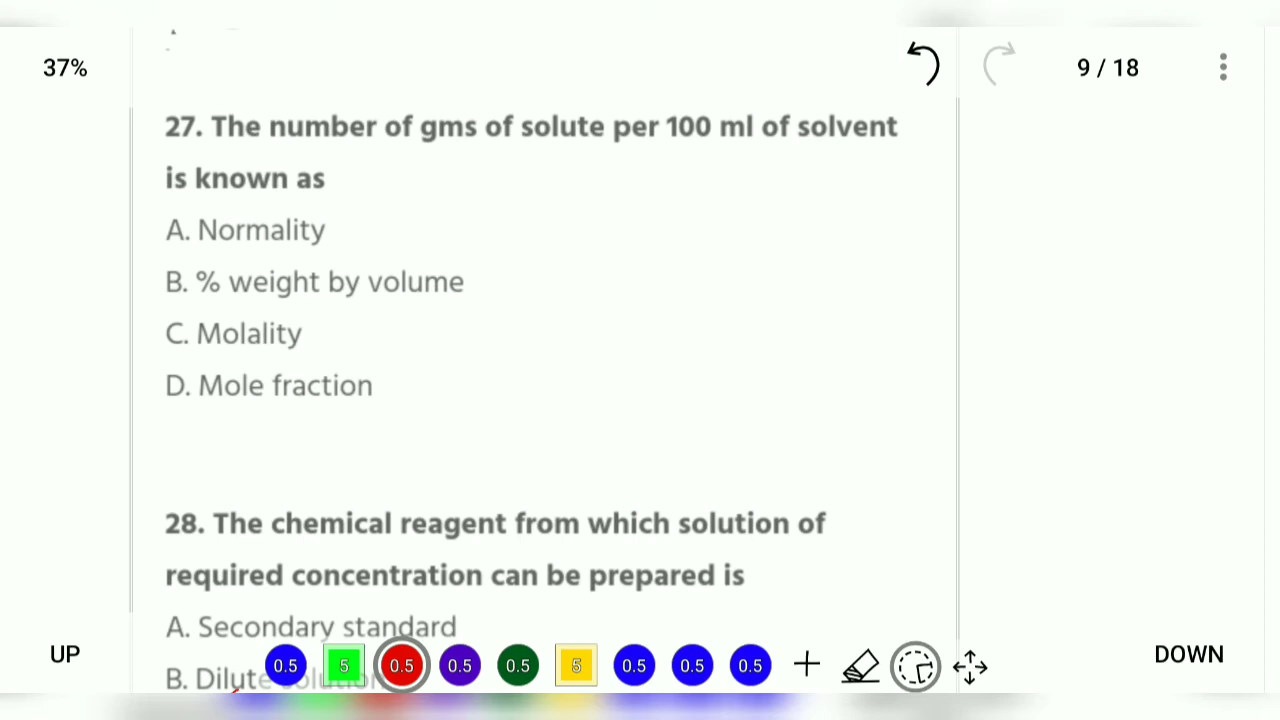 37%
9 / 18
27. The number of gms of solute per 100 ml of solvent
is known as
A. Normality
B. % weight by volume
C. Molality
D. Mole fraction
28. The chemical reagent from which solution of
required concentration can be prepared is
A. Secondary standard
B. Dilute solution
UP
0.5 5 0.5 0.5 0.5 5 0.5 0.5 0.5
DOWN